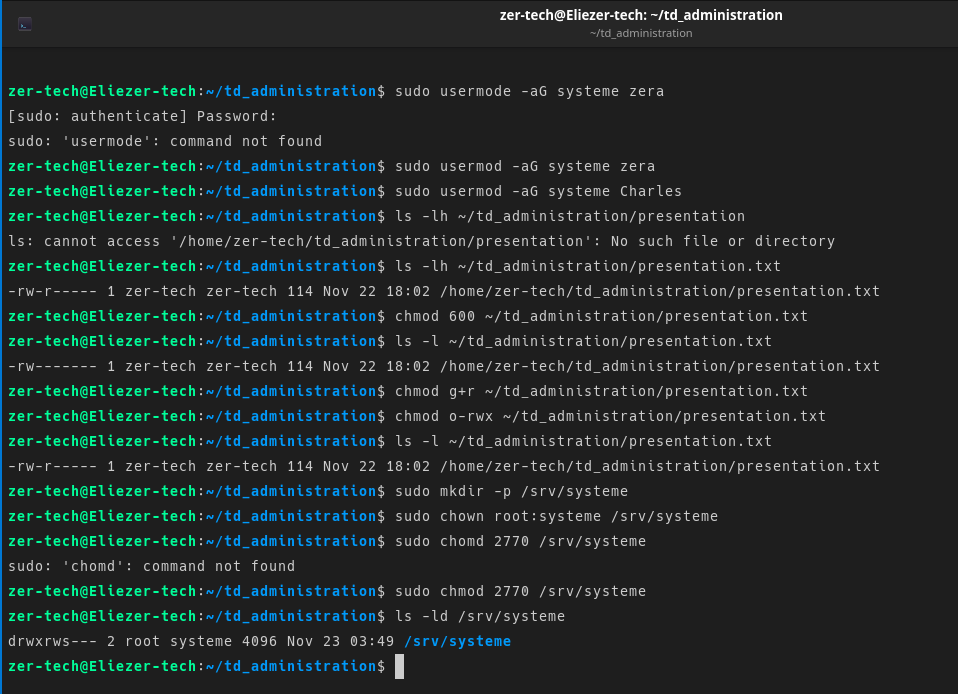 zer-tech@Eliezer-tech: ~/td_administration
~/td_administration
zer-tech@Eliezer-tech:~/td_administration$ sudo usermode -aG systeme zera
[sudo: authenticate] Password:
sudo: 'usermode': command not found
zer-tech@Eliezer-tech:~/td_administration$ sudo usermod -aG systeme zera
zer-tech@Eliezer-tech:~/td_administration$ sudo usermod -aG systeme Charles
zer-tech@Eliezer-tech:~/td_administration$ ls -lh ~/td_administration/presentation
ls: cannot access '/home/zer-tech/td_administration/presentation': No such file or directory
zer-tech@Eliezer-tech:~/td_administration$ ls -lh ~/td_administration/presentation.txt
-rw-r----- 1 zer-tech zer-tech 114 Nov 22 18:02 /home/zer-tech/td_administration/presentation.txt
zer-tech@Eliezer-tech:~/td_administration$ chmod 600 ~/td_administration/presentation.txt
zer-tech@Eliezer-tech:~/td_administration$ ls -l ~/td_administration/presentation.txt
-rw------- 1 zer-tech zer-tech 114 Nov 22 18:02 /home/zer-tech/td_administration/presentation.txt
zer-tech@Eliezer-tech:~/td_administration$ chmod g+r ~/td_administration/presentation.txt
zer-tech@Eliezer-tech:~/td_administration$ chmod o-rwx ~/td_administration/presentation.txt
zer-tech@Eliezer-tech:~/td_administration$ ls -l ~/td_administration/presentation.txt
-rw-r----- 1 zer-tech zer-tech 114 Nov 22 18:02 /home/zer-tech/td_administration/presentation.txt
zer-tech@Eliezer-tech:~/td_administration$ sudo mkdir -p /srv/systeme
zer-tech@Eliezer-tech:~/td_administration$ sudo chown root:systeme /srv/systeme
zer-tech@Eliezer-tech:~/td_administration$ sudo chomd 2770 /srv/systeme
sudo: 'chomd': command not found
zer-tech@Eliezer-tech:~/td_administration$ sudo chmod 2770 /srv/systeme
zer-tech@Eliezer-tech:~/td_administration$ ls -ld /srv/systeme
drwxrws--- 2 root systeme 4096 Nov 23 03:49 /srv/systeme
zer-tech@Eliezer-tech:~/td_administration$